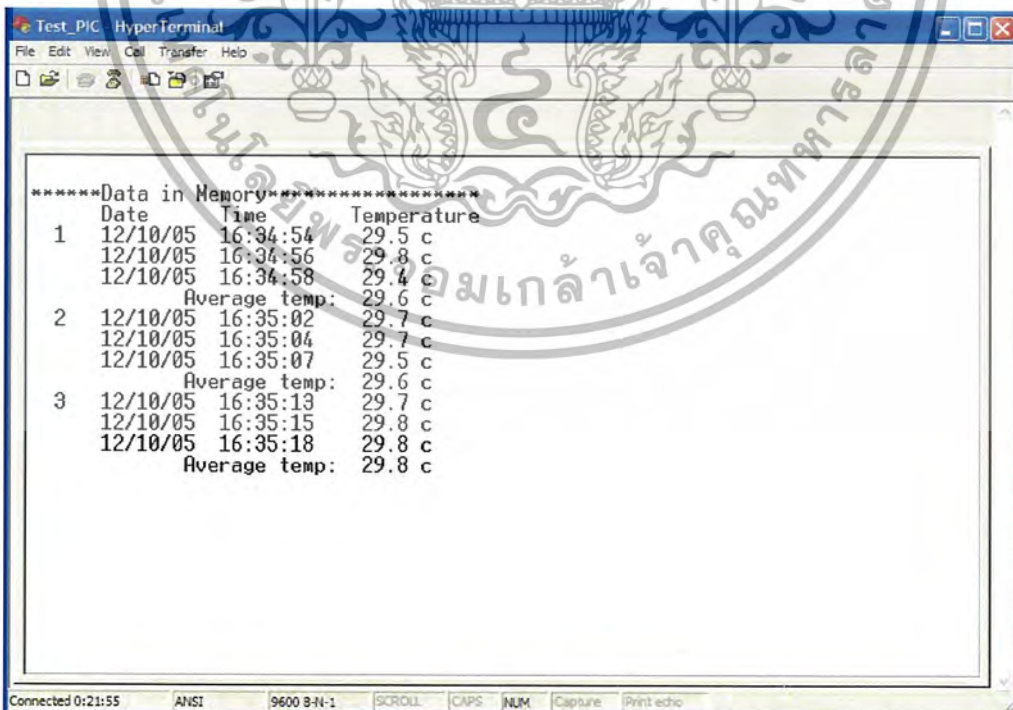 Test_PIC - HyperTerminal
File Edit View Call Transfer Help
******Data in Memory******************
Date Time Temperature
1 12/10/05 16:34:54 29.5 c
12/10/05 16:34:56 29.8 c
12/10/05 16:34:58 29.4 c
Average temp: 29.6 c
2 12/10/05 16:35:02 29.7 c
12/10/05 16:35:04 29.7 c
12/10/05 16:35:07 29.5 c
Average temp: 29.6 c
3 12/10/05 16:35:13 29.7 c
12/10/05 16:35:15 29.8 c
12/10/05 16:35:18 29.8 c
Average temp: 29.8 c
Connected 0:21:55 ANSI 9600 8-N-1 SCROLL CAPS NUM Capture Print echo